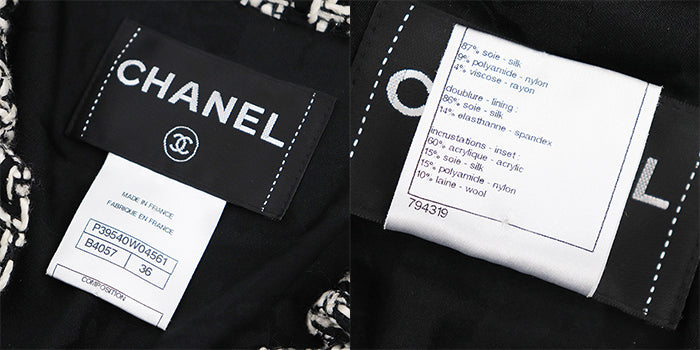 CHANEL
MADE IN FRANCE
FABRIQUÉ EN FRANCE
P39540W04561
B4057 36
COMPOSITION
87% soie - silk
9% polyamide - nylon
4% viscose - rayon
doublure - lining :
86% soie - silk
14% elasthanne - spandex
incrustations - inset :
60% acrylique - acrylic
15% soie - silk
15% polyamide - nylon
10% laine - wool
794319
C
L